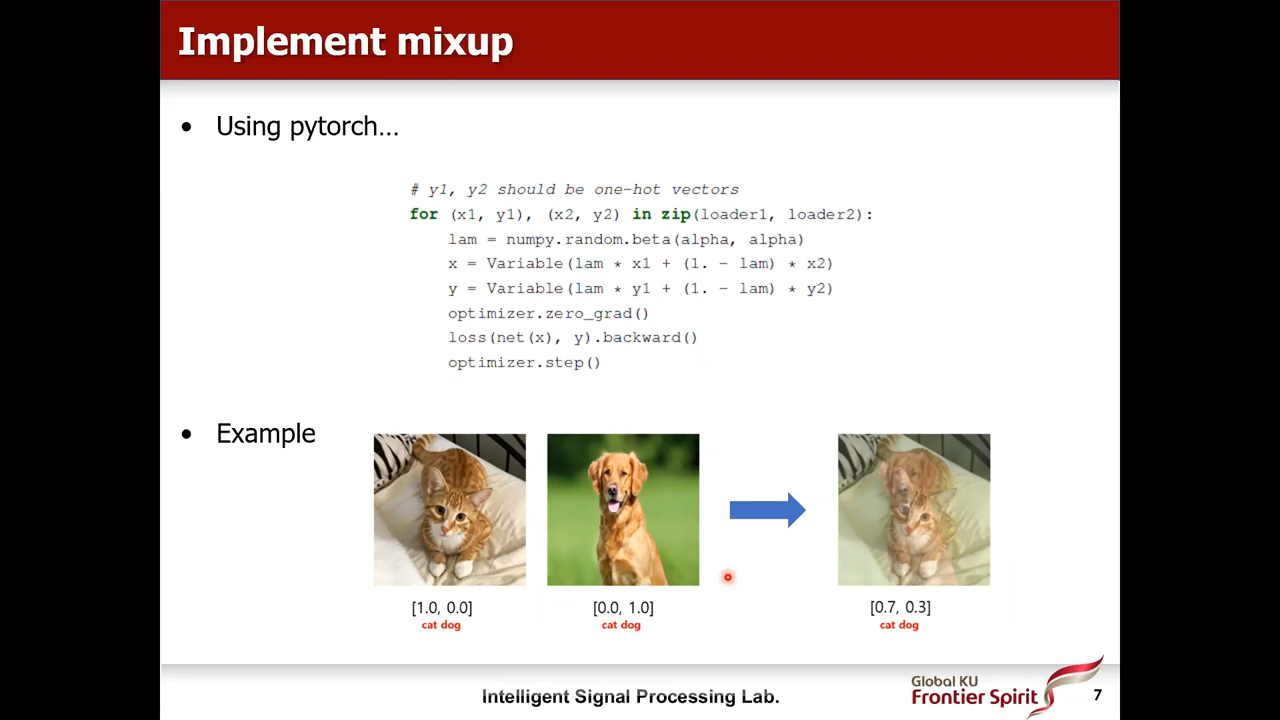 Implement mixup
• Using pytorch...
# y1, y2 should be one-hot vectors
for (x1, y1), (x2, y2) in zip(loader1, loader2):
    lam = numpy.random.beta(alpha, alpha)
    x = Variable(lam * x1 + (1. - lam) * x2)
    y = Variable(lam * y1 + (1. - lam) * y2)
    optimizer.zero_grad()
    loss(net(x), y).backward()
    optimizer.step()
• Example
[1.0, 0.0] [0.0, 1.0] [0.7, 0.3]
cat dog cat dog cat dog
Intelligent Signal Processing Lab.
Global KU
Frontier Spirit
7